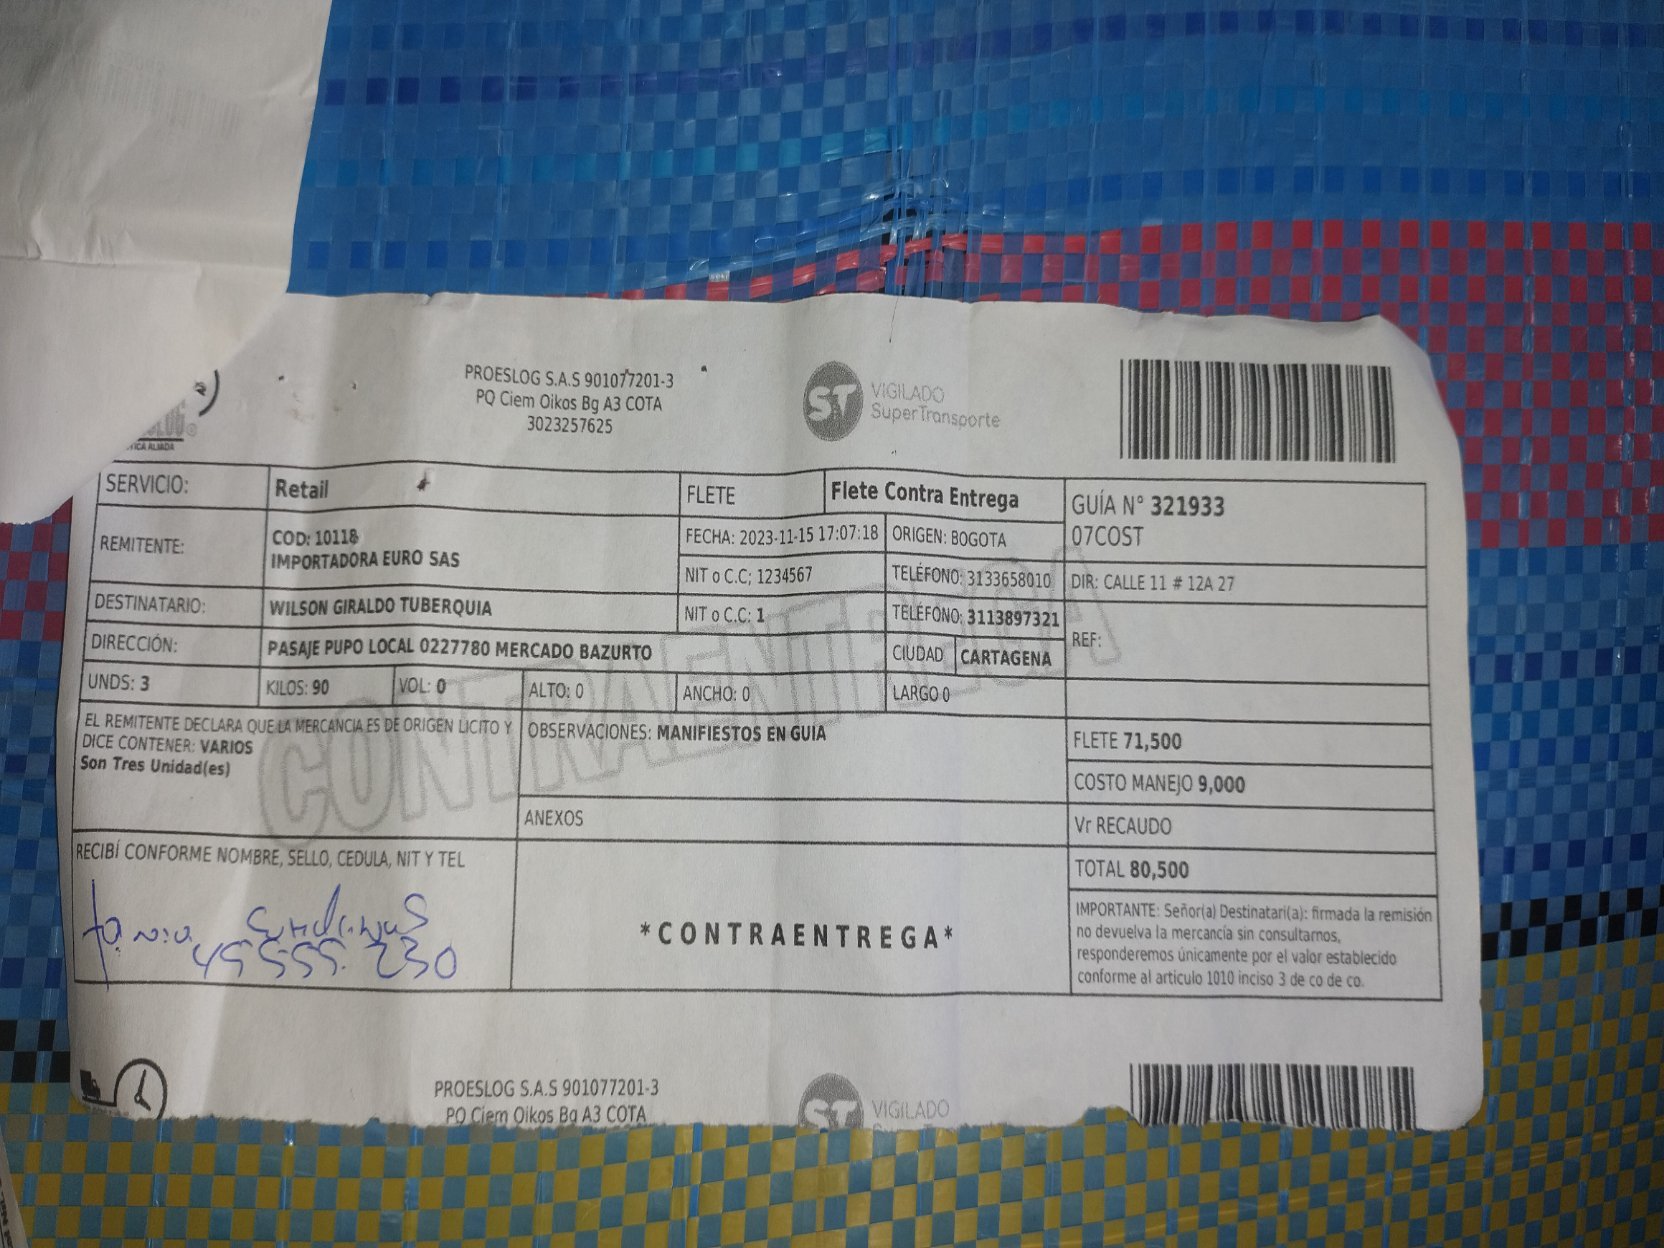 PROESLOG S.A.S 901077201-3
PQ Ciem Oikos Bg A3 COTA
3023257625
ST VIGILADO
SuperTransporte
SERVICIO: Retail FLETE Flete Contra Entrega
GUÍA N° 321933
07COST
REMITENTE: COD: 10118
IMPORTADORA EURO SAS
FECHA: 2023-11-15 17:07:18 ORIGEN: BOGOTA
NIT o C.C; 1234567 TELÉFONO: 3133658010 DIR: CALLE 11 # 12A 27
DESTINATARIO: WILSON GIRALDO TUBERQUIA NIT o C.C: 1 TELÉFONO: 3113897321
REF:
DIRECCIÓN: PASAJE PUPO LOCAL 0227780 MERCADO BAZURTO CIUDAD CARTAGENA
UNDS: 3 KILOS: 90 VOL: 0 ALTO: 0 ANCHO: 0 LARGO 0
CONTRAENTREGA
EL REMITENTE DECLARA QUE LA MERCANCIA ES DE ORIGEN LICITO Y
DICE CONTENER: VARIOS
Son Tres Unidad(es)
OBSERVACIONES: MANIFIESTOS EN GUIA
ANEXOS
FLETE 71,500
COSTO MANEJO 9,000
Vr RECAUDO
TOTAL 80,500
RECIBÍ CONFORME NOMBRE, SELLO, CEDULA, NIT Y TEL
45 555. 230
*CONTRAENTREGA*
IMPORTANTE: Señor(a) Destinatari(a): firmada la remisión
no devuelva la mercancía sin consultarnos,
responderemos únicamente por el valor establecido
conforme al articulo 1010 inciso 3 de co de co.
PROESLOG S.A.S 901077201-3
PQ Ciem Oikos Bg A3 COTA
ST VIGILADO